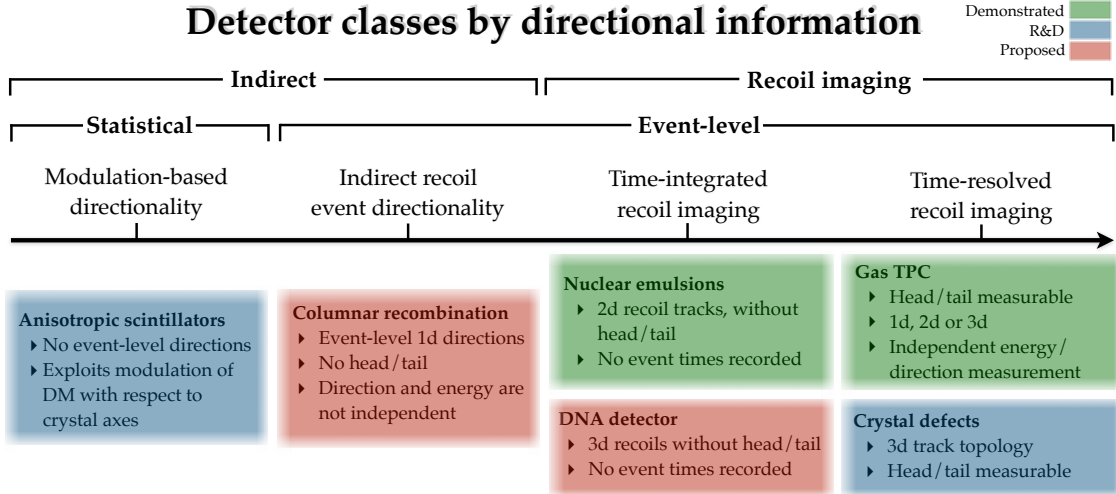 Detector classes by directional information
Demonstrated
R&D
Proposed
Indirect
Recoil imaging
Statistical
Event-level
Modulation-based
directionality
Indirect recoil
event directionality
Time-integrated
recoil imaging
Time-resolved
recoil imaging
Anisotropic scintillators
‣ No event-level directions
‣ Exploits modulation of
DM with respect to
crystal axes
Columnar recombination
‣ Event-level 1d directions
‣ No head/tail
‣ Direction and energy are
not independent
Nuclear emulsions
‣ 2d recoil tracks, without
head/tail
‣ No event times recorded
DNA detector
‣ 3d recoils without head/tail
‣ No event times recorded
Gas TPC
‣ Head/tail measurable
‣ 1d, 2d or 3d
‣ Independent energy/
direction measurement
Crystal defects
‣ 3d track topology
‣ Head/tail measurable